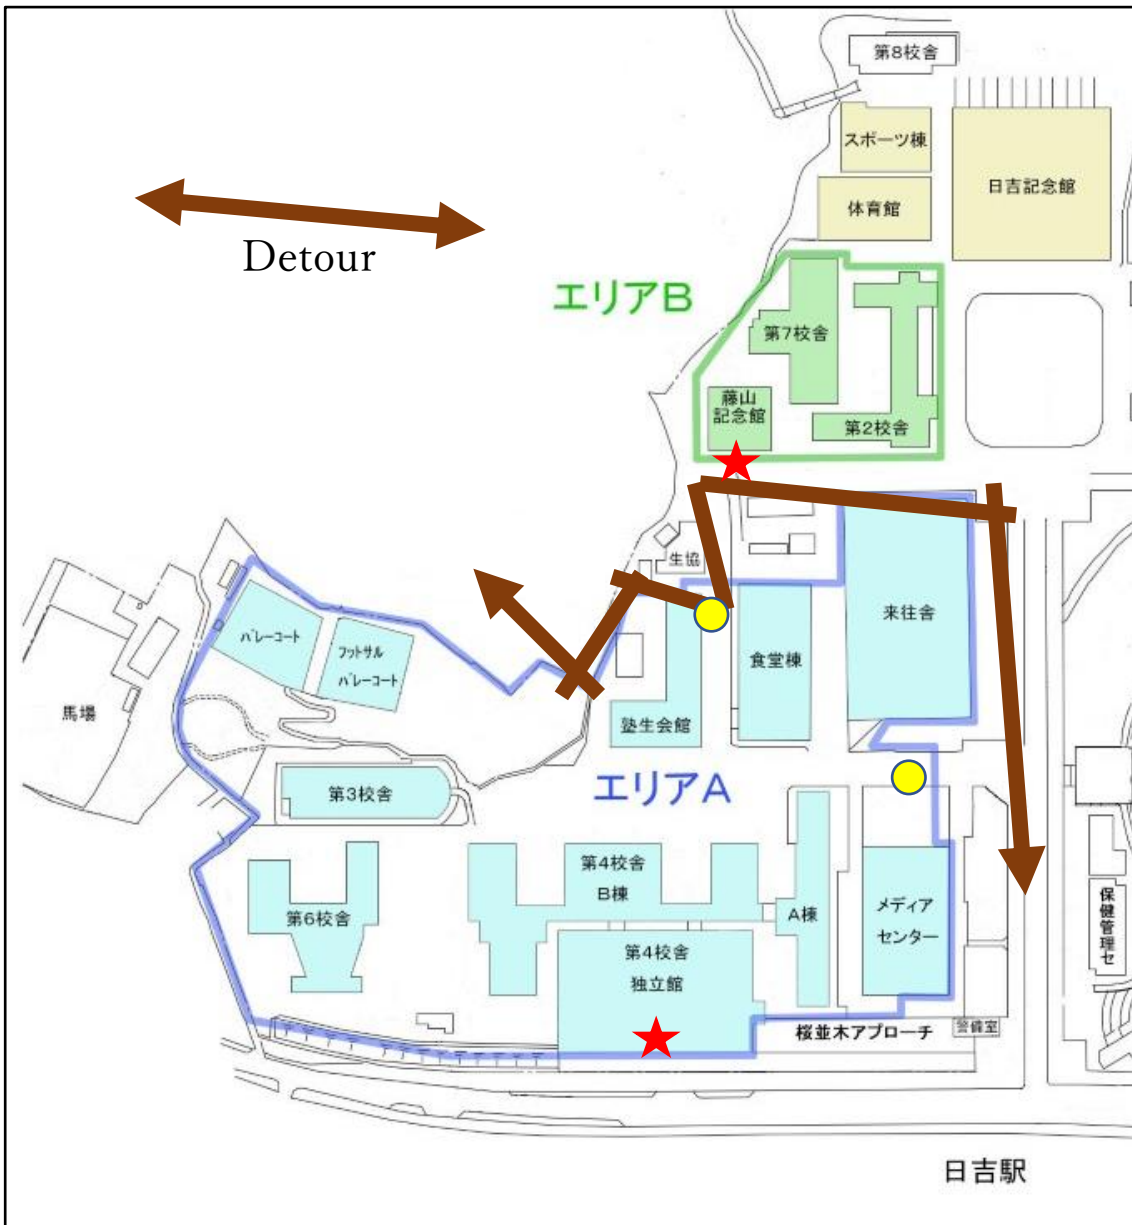 第8校舎
スポーツ棟
日吉記念館
体育館
Detour
エリアB
第7校舎
藤山
記念館
第2校舎
生協
来往舎
バレーコート
フットサル
バレーコート
食堂棟
馬場
塾生会館
エリアA
第3校舎
第4校舎
B棟
第6校舎
A棟
メディア
センター
保健管理セ
第4校舎
独立館
桜並木アプローチ
警備室
日吉駅